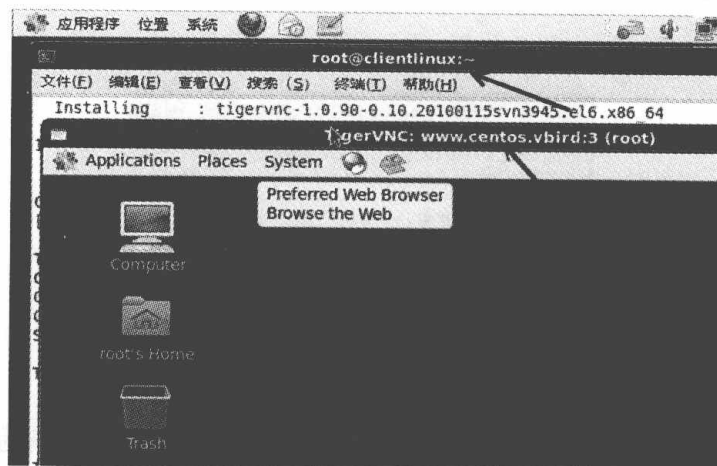 应用程序 位置 系统
root@clientlinux:~
文件(F) 编辑(E) 查看(V) 搜索 (S) 终端(T) 帮助(H)
Installing : tigervnc-1.0.90-0.10.20100115svn3945.el6.x86_64
TigerVNC: www.centos.vbird:3 (root)
Applications Places System
Preferred Web Browser
Browse the Web
Computer
root's Home
Trash